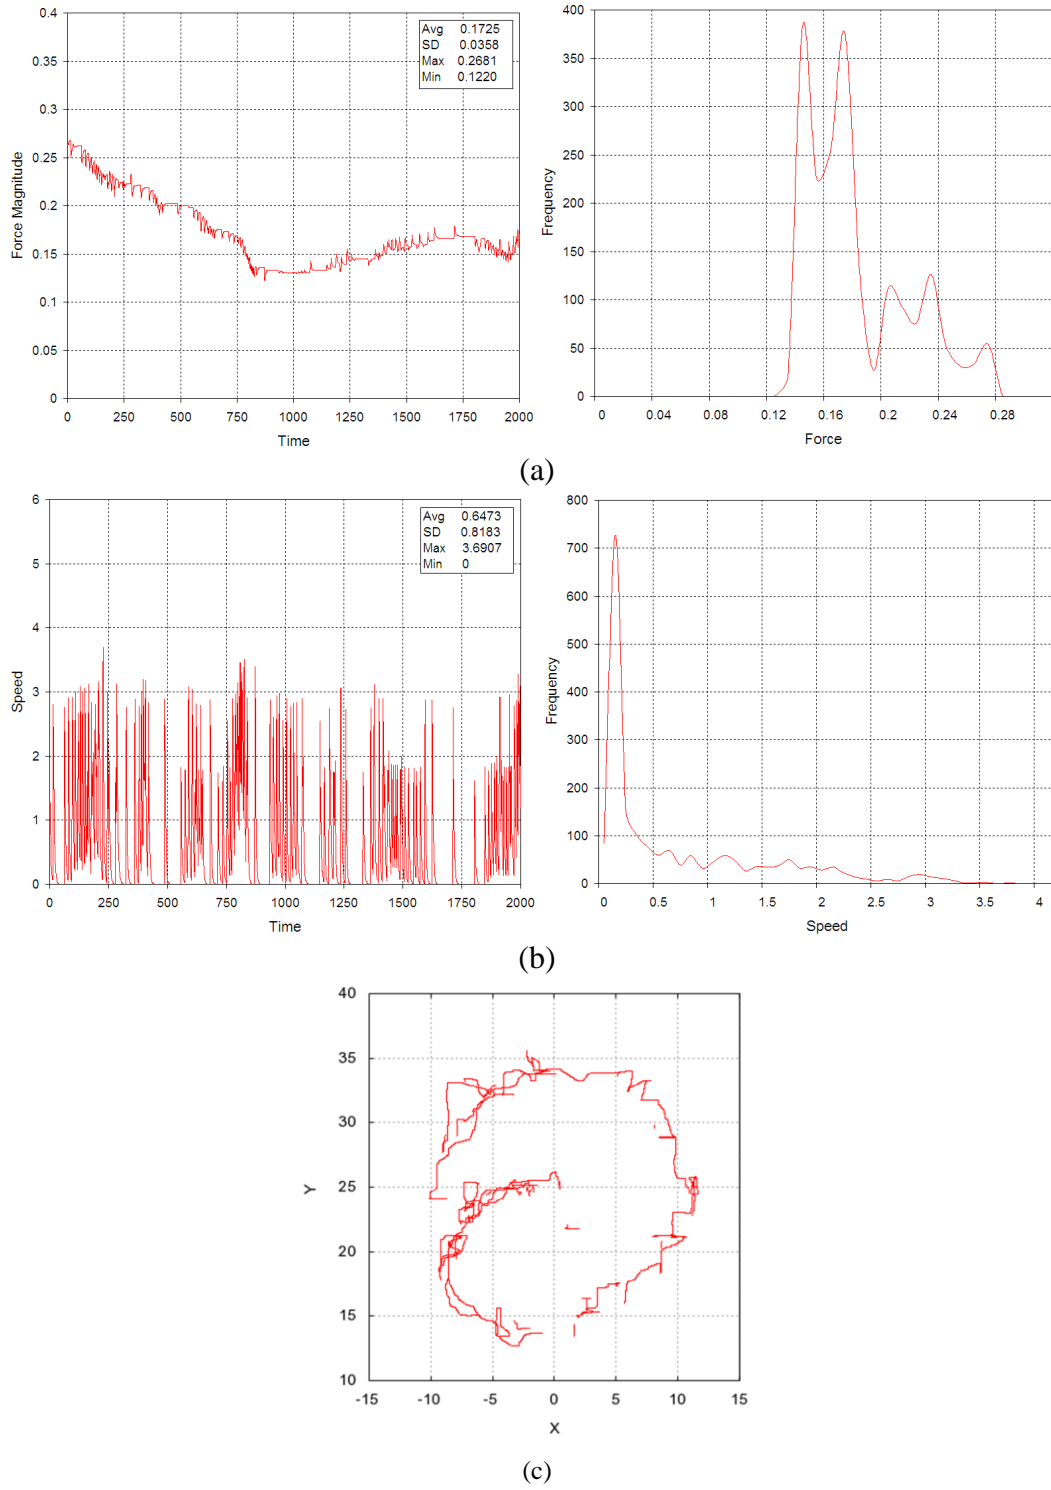 0.4
0.35
0.3
0.25
0.2
0.15
0.1
0.05
0
Force Magnitude
Avg 0.1725
SD 0.0358
Max 0.2681
Min 0.1220
0 250 500 750 1000 1250 1500 1750 2000
Time
400
350
300
250
200
150
100
50
0
Frequency
0 0.04 0.08 0.12 0.16 0.2 0.24 0.28
Force
(a)
6
5
4
3
2
1
0
Speed
Avg 0.6473
SD 0.8183
Max 3.6907
Min 0
0 250 500 750 1000 1250 1500 1750 2000
Time
800
700
600
500
400
300
200
100
0
Frequency
0 0.5 1 1.5 2 2.5 3 3.5 4
Speed
(b)
40
35
30
25
20
15
10
Y
-15 -10 -5 0 5 10 15
X
(c)